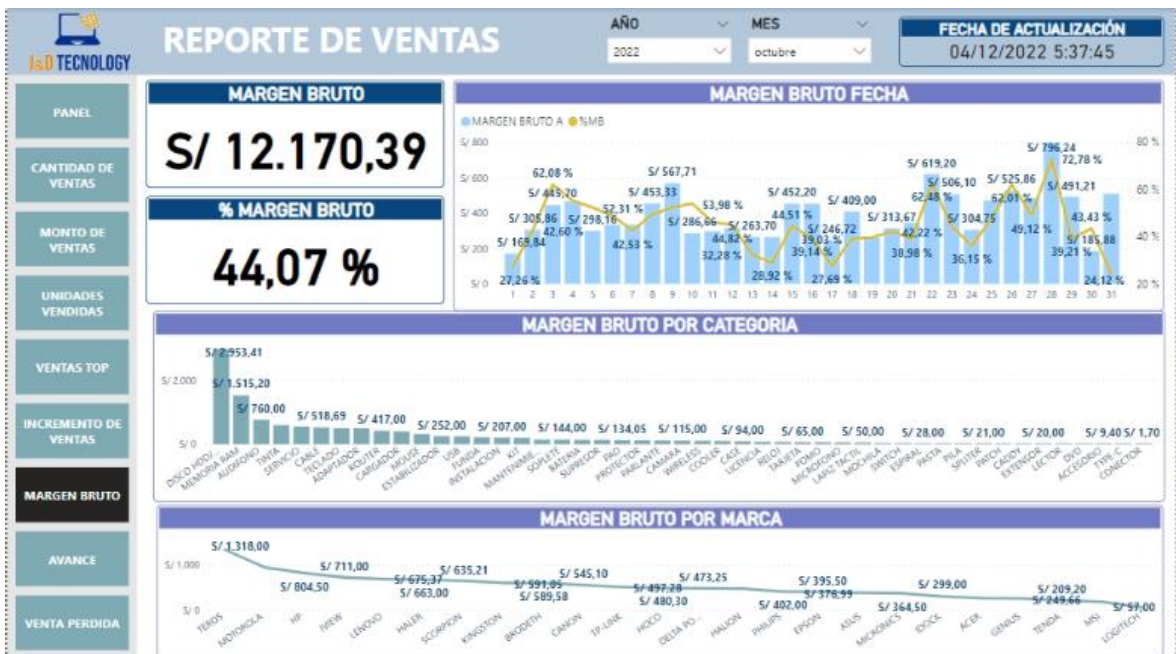 J&D TECNOLOGY
REPORTE DE VENTAS
AÑO
2022
MES
octubre
FECHA DE ACTUALIZACIÓN
04/12/2022 5:37:45
PANEL
CANTIDAD DE
VENTAS
MONTO DE
VENTAS
UNIDADES
VENDIDAS
VENTAS TOP
INCREMENTO DE
VENTAS
MARGEN BRUTO
AVANCE
VENTA PERDIDA
MARGEN BRUTO
S/ 12.170,39
% MARGEN BRUTO
44,07 %
MARGEN BRUTO FECHA
MARGEN BRUTO A %MB
S/ 800
S/ 600
S/ 400
S/ 200
S/ 0
80 %
60 %
40 %
20 %
S/ 796,24
72,78 %
62,08 %
S/ 567,71
S/ 619,20
S/ 445,70
S/ 453,33
53,98 %
S/ 452,20
S/ 409,00
62,48 %
S/ 506,10
S/ 525,86
62,01 %
S/ 491,21
S/ 305,86
S/ 298,16
52,31 %
S/ 286,66
S/ 263,70
44,51 %
S/ 246,72
S/ 313,67
S/ 304,75
49,12 %
43,43 %
S/ 169,84
42,60 %
42,53 %
44,82 %
32,28 %
39,14 %
39,03 %
38,98 %
42,22 %
36,15 %
39,21 %
S/ 185,88
27,26 %
28,92 %
27,69 %
24,12 %
1 2 3 4 5 6 7 8 9 10 11 12 13 14 15 16 17 18 19 20 21 22 23 24 25 26 27 28 29 30 31
MARGEN BRUTO POR CATEGORIA
S/ 2.000
S/ 0
S/ 2.953,41
S/ 1.515,20
S/ 760,00
S/ 518,69
S/ 417,00
S/ 252,00
S/ 207,00
S/ 144,00
S/ 134,05
S/ 115,00
S/ 94,00
S/ 65,00
S/ 50,00
S/ 28,00
S/ 21,00
S/ 20,00
S/ 9,40
S/ 1,70
MEMORIA RAM
AUDIFONO
TINTA
SERVICIO
CABLE
TECLADO
ADAPTADOR
ROUTER
CARGADOR
MOUSE
ESTABILIZADOR
USB
FUNDA
INSTALACION
KIT
MANTENIMIE...
SOPLETE
BATERIA
SUPRESOR
PAD
PROTECTOR
PARLANTE
CAMARA
WIRELESS
COOLER
CASE
LICENCIA
RELOJ
TARJETA
POMO
MICROFONO
LAPIZ TACTIL
MOCHILA
SWITCH
ESPIRAL
PASTA
PILA
SPLITER
PATCH
CADDY
EXTENSOR
LECTOR
DVD
ACCESORIO
TYPE-C
CONECTOR
MARGEN BRUTO POR MARCA
S/ 1.000
S/ 0
S/ 1.318,00
S/ 804,50
S/ 711,00
S/ 675,37
S/ 663,00
S/ 635,21
S/ 591,05
S/ 589,58
S/ 545,10
S/ 497,28
S/ 480,30
S/ 473,25
S/ 402,00
S/ 395,50
S/ 376,99
S/ 364,50
S/ 299,00
S/ 249,66
S/ 209,20
S/ 97,00
TEROS
MOTOROLA
HP
LENOVO
HALER
SCORPION
KINGSTON
BRODETH
CANON
TP-LINK
HOCO
DELTA PO...
HALION
PHILIPS
EPSON
ASUS
MICRONICS
IDOCK
ACER
GENIUS
TENDA
MSI
LOGITECH